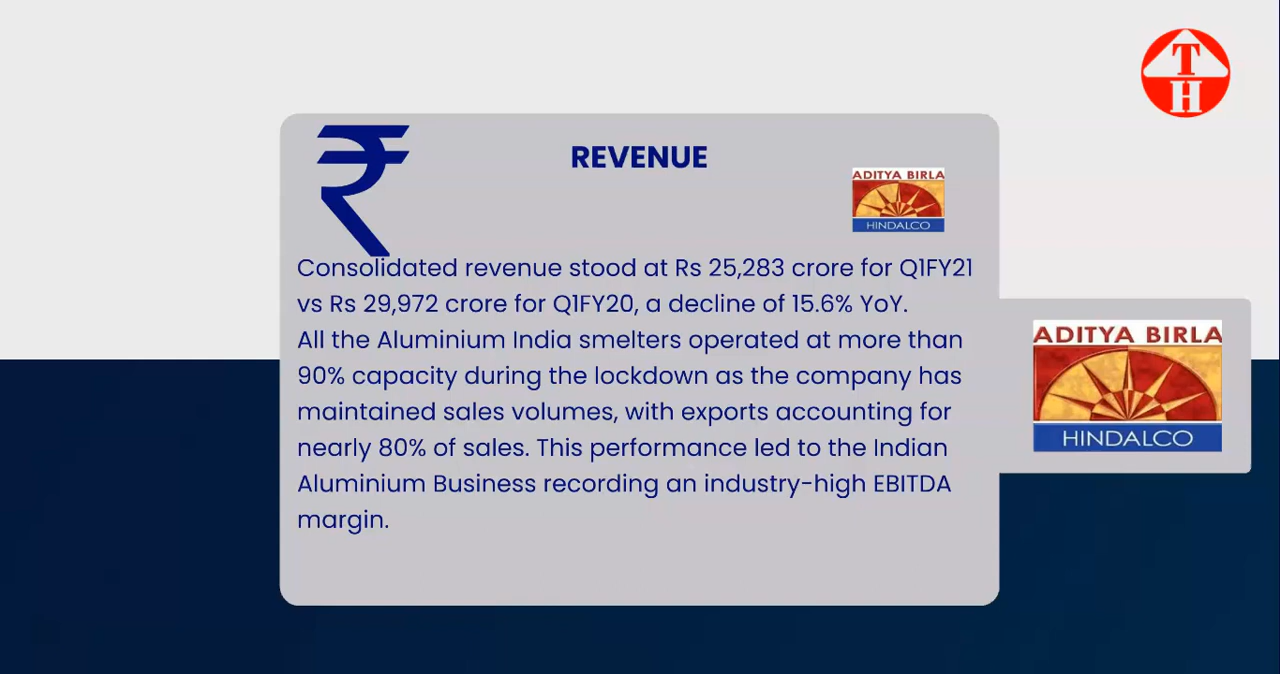 T
H
₹
REVENUE
ADITYA BIRLA
HINDALCO
Consolidated revenue stood at Rs 25,283 crore for Q1FY21
vs Rs 29,972 crore for Q1FY20, a decline of 15.6% YoY.
All the Aluminium India smelters operated at more than
90% capacity during the lockdown as the company has
maintained sales volumes, with exports accounting for
nearly 80% of sales. This performance led to the Indian
Aluminium Business recording an industry-high EBITDA
margin.
ADITYA BIRLA
HINDALCO